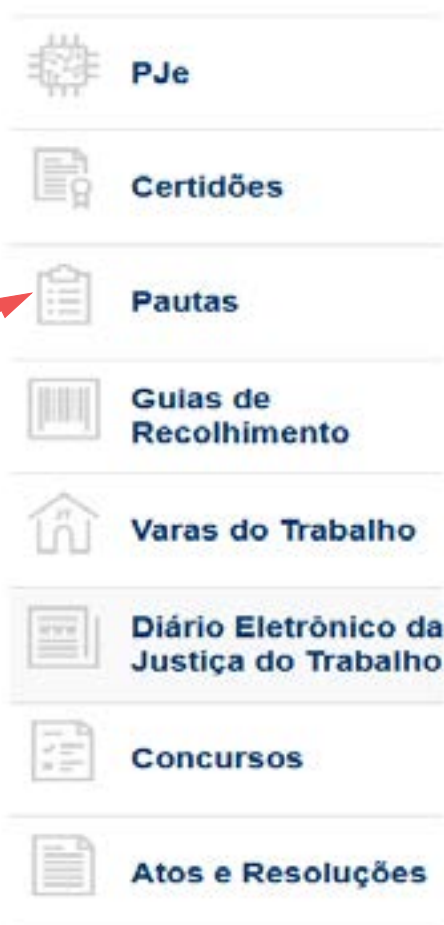 PJe
Certidões
Pautas
Guias de
Recolhimento
Varas do Trabalho
Diário Eletrônico da
Justiça do Trabalho
Concursos
Atos e Resoluções